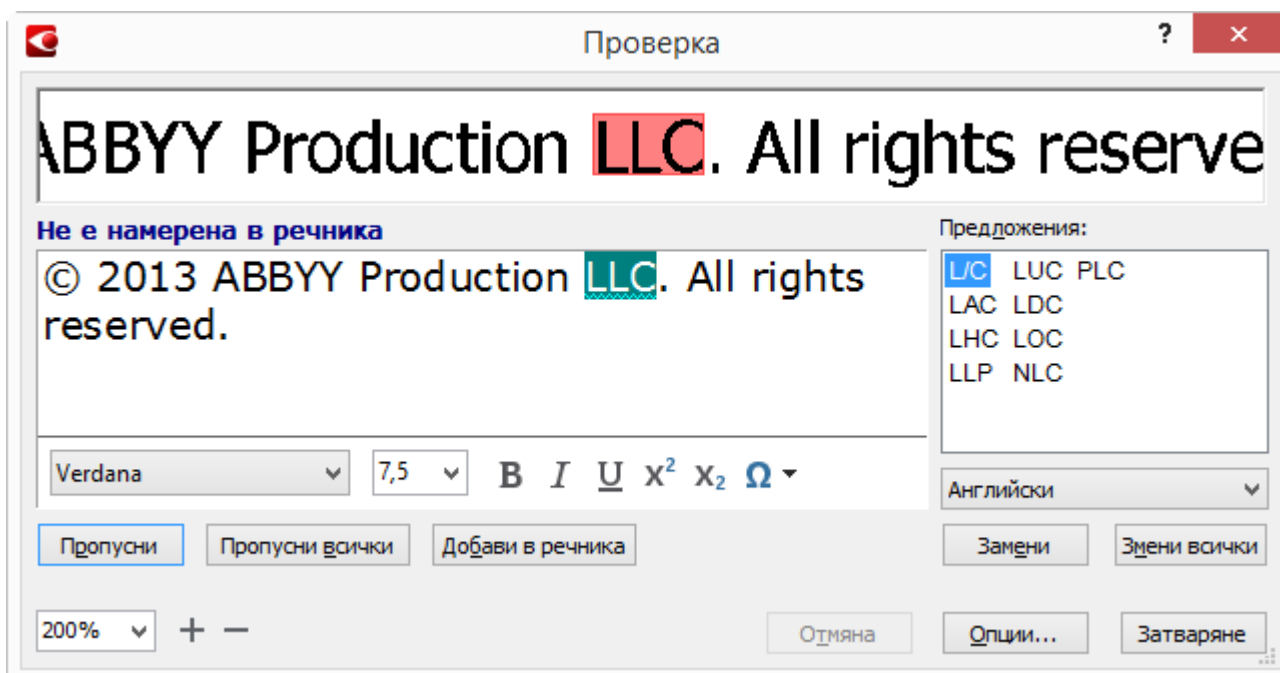 Проверка
?
ABBYY Production LLC. All rights reserve
Не е намерена в речника
© 2013 ABBYY Production LLC. All rights
reserved.
Предложения:
L/C LUC PLC
LAC LDC
LHC LOC
LLP NLC
Verdana
7,5
B I U X² X₂ Ω
Английски
Пропусни
Пропусни всички
Добави в речника
Замени
Змени всички
200%
+ −
Отмяна
Опции...
Затваряне